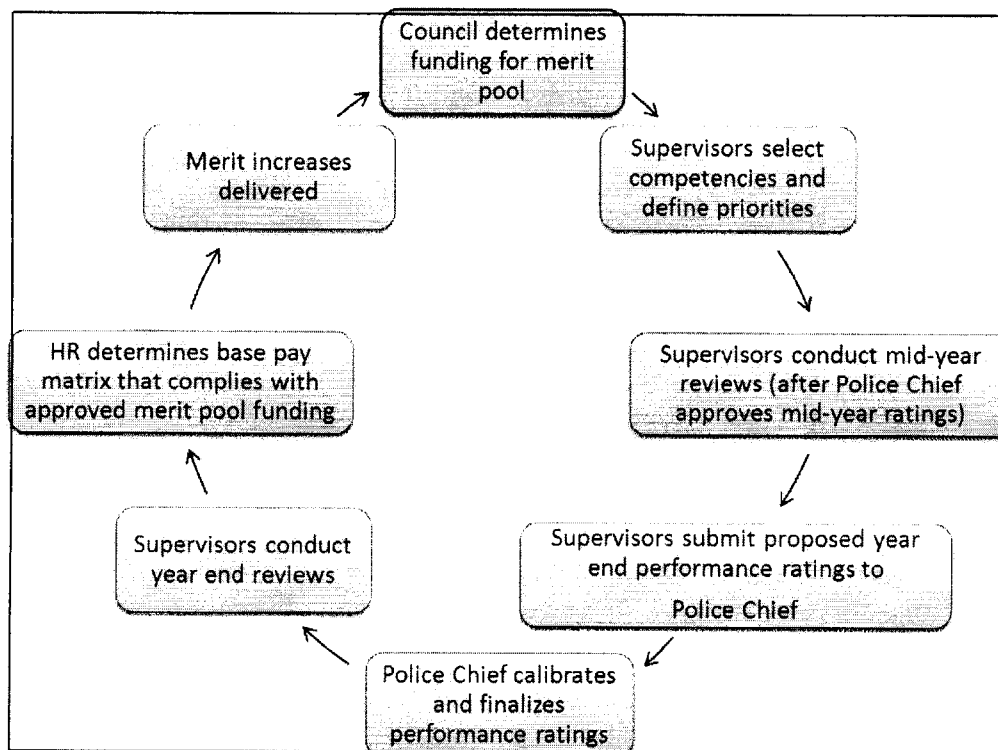 Council determines
funding for merit
pool
Supervisors select
competencies and
define priorities
Supervisors conduct mid-year
reviews (after Police Chief
approves mid-year ratings)
Supervisors submit proposed year
end performance ratings to
Police Chief
Police Chief calibrates
and finalizes
performance ratings
Supervisors conduct
year end reviews
HR determines base pay
matrix that complies with
approved merit pool funding
Merit increases
delivered